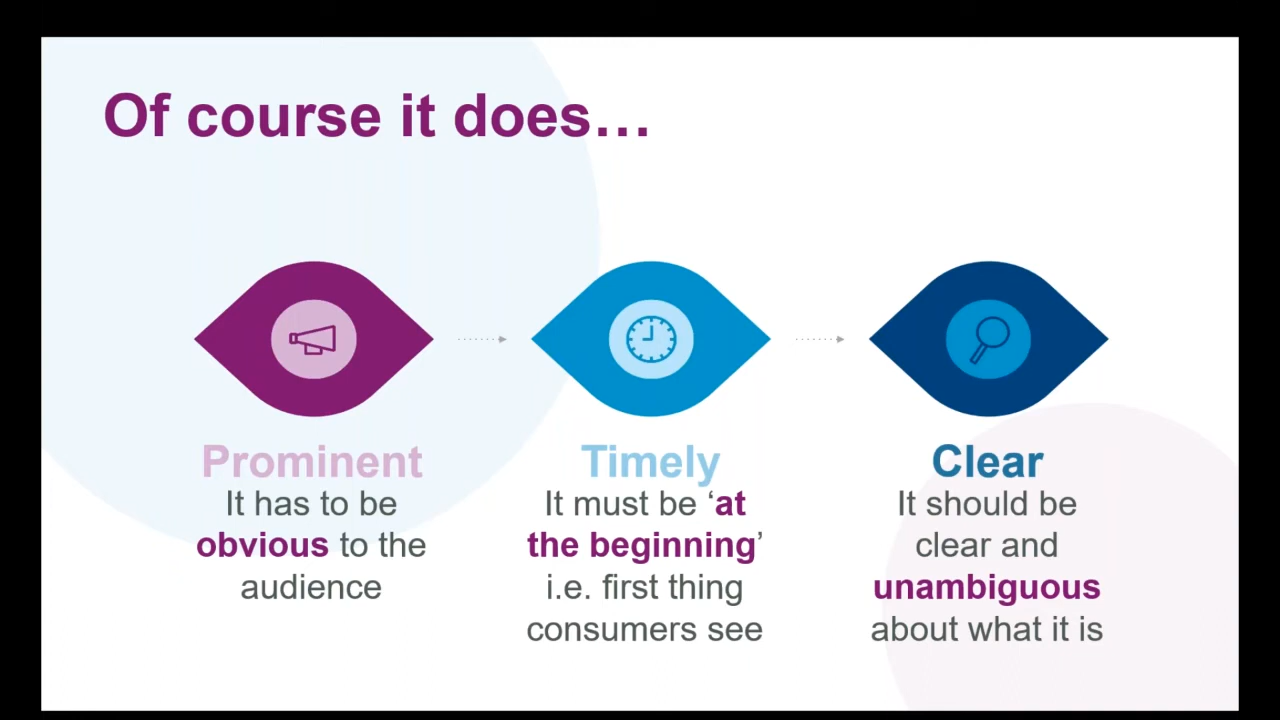 Of course it does…
Prominent
It has to be
obvious to the
audience
Timely
It must be ‘at
the beginning’
i.e. first thing
consumers see
Clear
It should be
clear and
unambiguous
about what it is